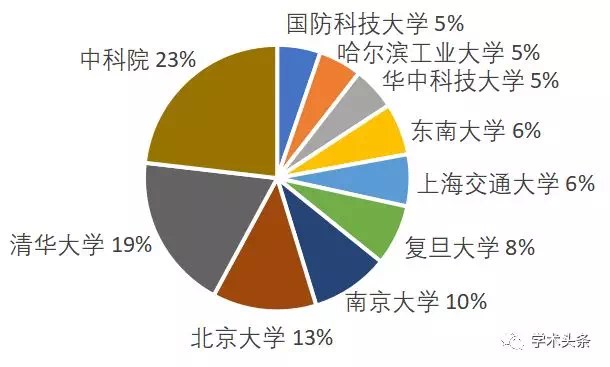 国防科技大学 5%
哈尔滨工业大学 5%
华中科技大学 5%
东南大学 6%
上海交通大学 6%
复旦大学 8%
南京大学 10%
北京大学 13%
清华大学 19%
中科院 23%
学术头条